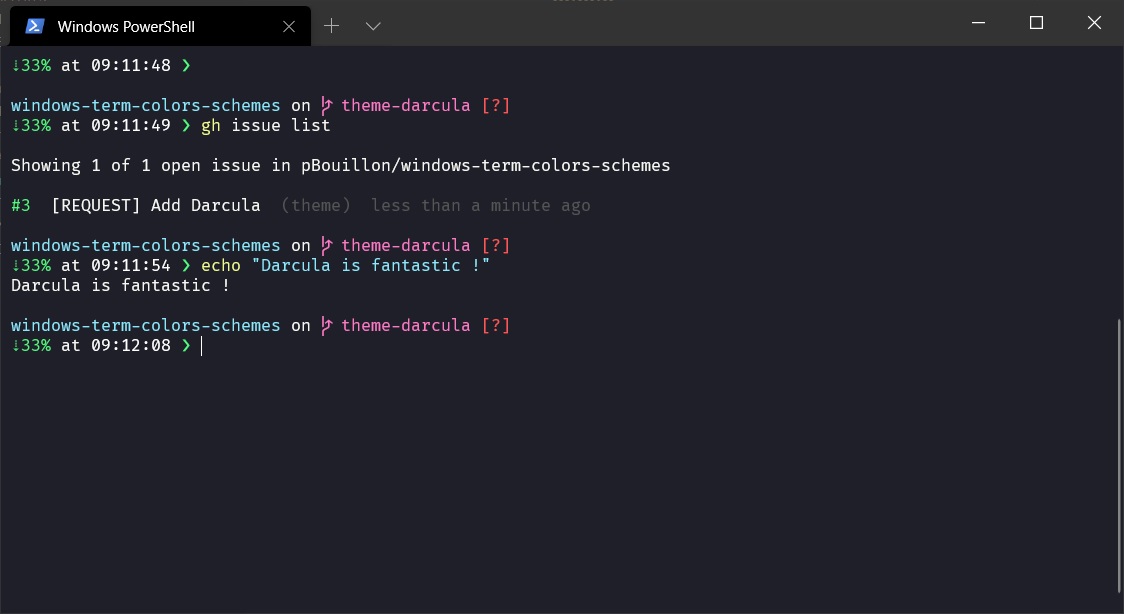 Windows PowerShell
↓33% at 09:11:48 ❯
windows-term-colors-schemes on theme-darcula [?]
↓33% at 09:11:49 ❯ gh issue list
Showing 1 of 1 open issue in pBouillon/windows-term-colors-schemes
#3  [REQUEST] Add Darcula  (theme)  less than a minute ago
windows-term-colors-schemes on theme-darcula [?]
↓33% at 09:11:54 ❯ echo "Darcula is fantastic !"
Darcula is fantastic !
windows-term-colors-schemes on theme-darcula [?]
↓33% at 09:12:08 ❯